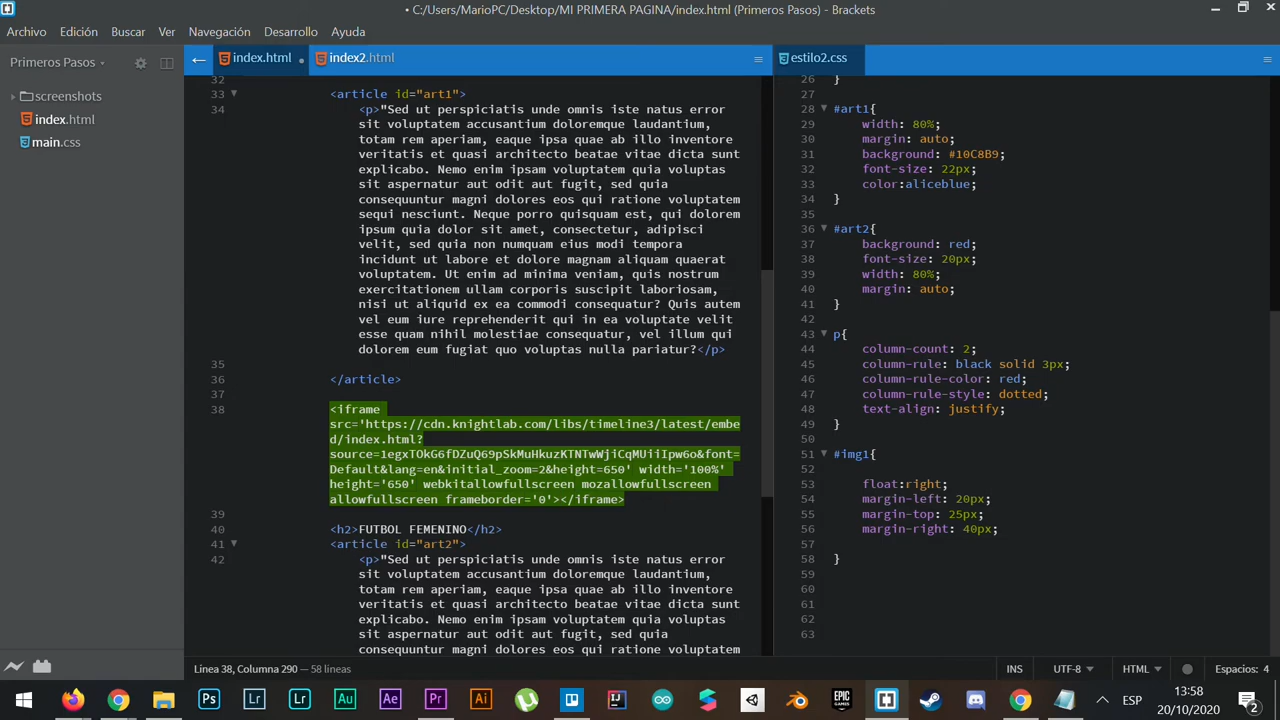 • C:/Users/MarioPC/Desktop/MI PRIMERA PAGINA/index.html (Primeros Pasos) - Brackets
Archivo Edición Buscar Ver Navegación Desarrollo Ayuda
Primeros Pasos
screenshots
index.html
main.css
index.html
index2.html
32
33 <article id="art1">
34 <p>"Sed ut perspiciatis unde omnis iste natus error
sit voluptatem accusantium doloremque laudantium,
totam rem aperiam, eaque ipsa quae ab illo inventore
veritatis et quasi architecto beatae vitae dicta sunt
explicabo. Nemo enim ipsam voluptatem quia voluptas
sit aspernatur aut odit aut fugit, sed quia
consequuntur magni dolores eos qui ratione voluptatem
sequi nesciunt. Neque porro quisquam est, qui dolorem
ipsum quia dolor sit amet, consectetur, adipisci
velit, sed quia non numquam eius modi tempora
incidunt ut labore et dolore magnam aliquam quaerat
voluptatem. Ut enim ad minima veniam, quis nostrum
exercitationem ullam corporis suscipit laboriosam,
nisi ut aliquid ex ea commodi consequatur? Quis autem
vel eum iure reprehenderit qui in ea voluptate velit
esse quam nihil molestiae consequatur, vel illum qui
dolorem eum fugiat quo voluptas nulla pariatur?</p>
35
36 </article>
37
38 <iframe
src='https://cdn.knightlab.com/libs/timeline3/latest/embe
d/index.html?
source=1egxTOkG6fDZuQ69pSkMuHkuzKTNTwWjiCqMUiiIpw6o&font=
Default&lang=en&initial_zoom=2&height=650' width='100%'
height='650' webkitallowfullscreen mozallowfullscreen
allowfullscreen frameborder='0'></iframe>
39
40 <h2>FUTBOL FEMENINO</h2>
41 <article id="art2">
42 <p>"Sed ut perspiciatis unde omnis iste natus error
sit voluptatem accusantium doloremque laudantium,
totam rem aperiam, eaque ipsa quae ab illo inventore
veritatis et quasi architecto beatae vitae dicta sunt
explicabo. Nemo enim ipsam voluptatem quia voluptas
sit aspernatur aut odit aut fugit, sed quia
consequuntur magni dolores eos qui ratione voluptatem
estilo2.css
26 }
27
28 #art1{
29 width: 80%;
30 margin: auto;
31 background: #10C8B9;
32 font-size: 22px;
33 color:aliceblue;
34 }
35
36 #art2{
37 background: red;
38 font-size: 20px;
39 width: 80%;
40 margin: auto;
41 }
42
43 p{
44 column-count: 2;
45 column-rule: black solid 3px;
46 column-rule-color: red;
47 column-rule-style: dotted;
48 text-align: justify;
49 }
50
51 #img1{
52
53 float:right;
54 margin-left: 20px;
55 margin-top: 25px;
56 margin-right: 40px;
57
58 }
59
60
61
62
63
Línea 38, Columna 290 — 58 líneas
INS UTF-8 HTML Espacios: 4
Ps Lr Lr Au Ae Pr Ai
EPIC GAMES
ESP
13:58
20/10/2020
2